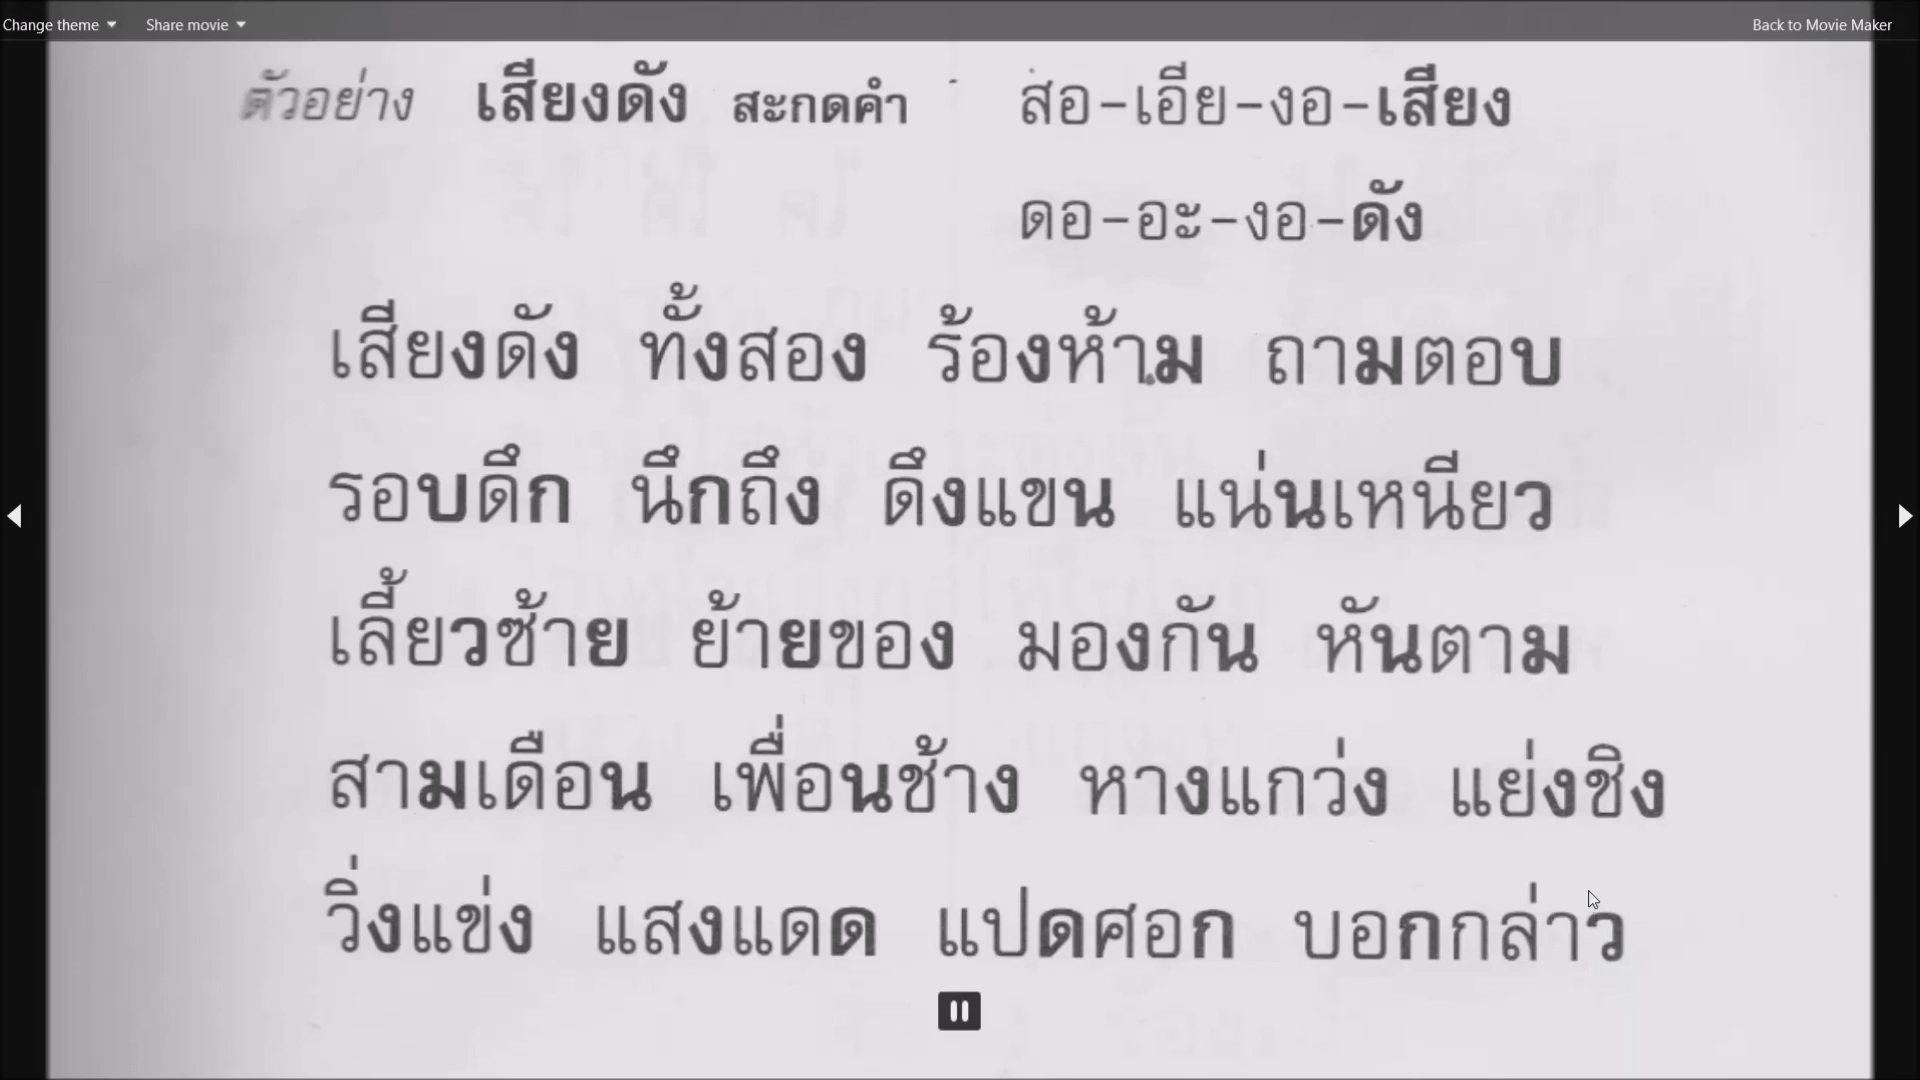 Change theme Share movie Back to Movie Maker
ตัวอย่าง เสียงดัง สะกดคำ สอ-เอีย-งอ-เสียง
ดอ-อะ-งอ-ดัง
เสียงดัง ทั้งสอง ร้องห้าม ถามตอบ
รอบดึก นึกถึง ดึงแขน แน่นเหนียว
เลี้ยวซ้าย ย้ายของ มองกัน หันตาม
สามเดือน เพื่อนช้าง หางแกว่ง แย่งชิง
วิ่งแข่ง แสงแดด แปดศอก บอกกล่าว